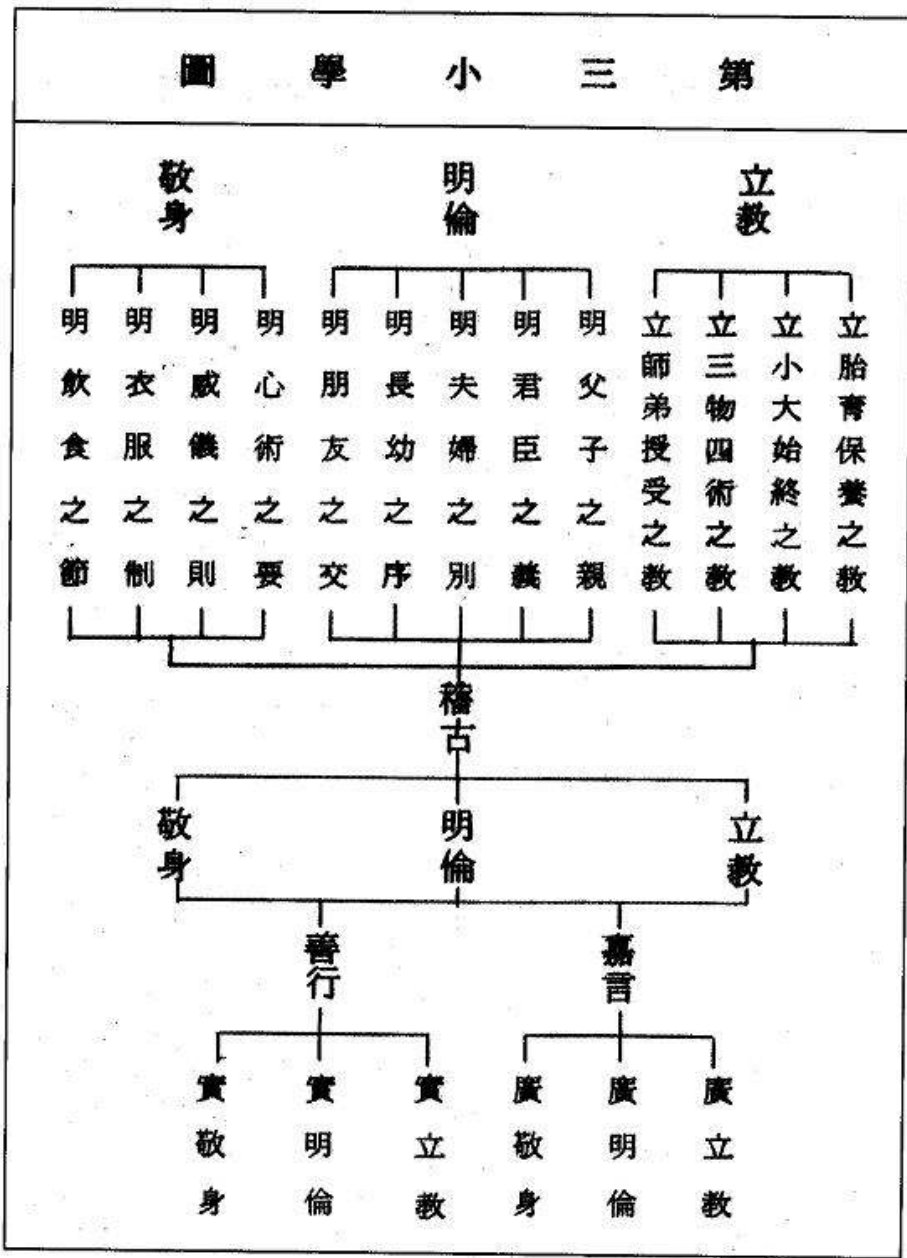 第三小學圖
立教
明倫
敬身
立胎育保養之教
立小大始終之教
立三物四術之教
立師弟授受之教
明父子之親
明君臣之義
明夫婦之別
明長幼之序
明朋友之交
明心術之要
明威儀之則
明衣服之制
明飲食之節
稽古
立教
明倫
敬身
嘉言
善行
廣立教
廣明倫
廣敬身
實立教
實明倫
實敬身